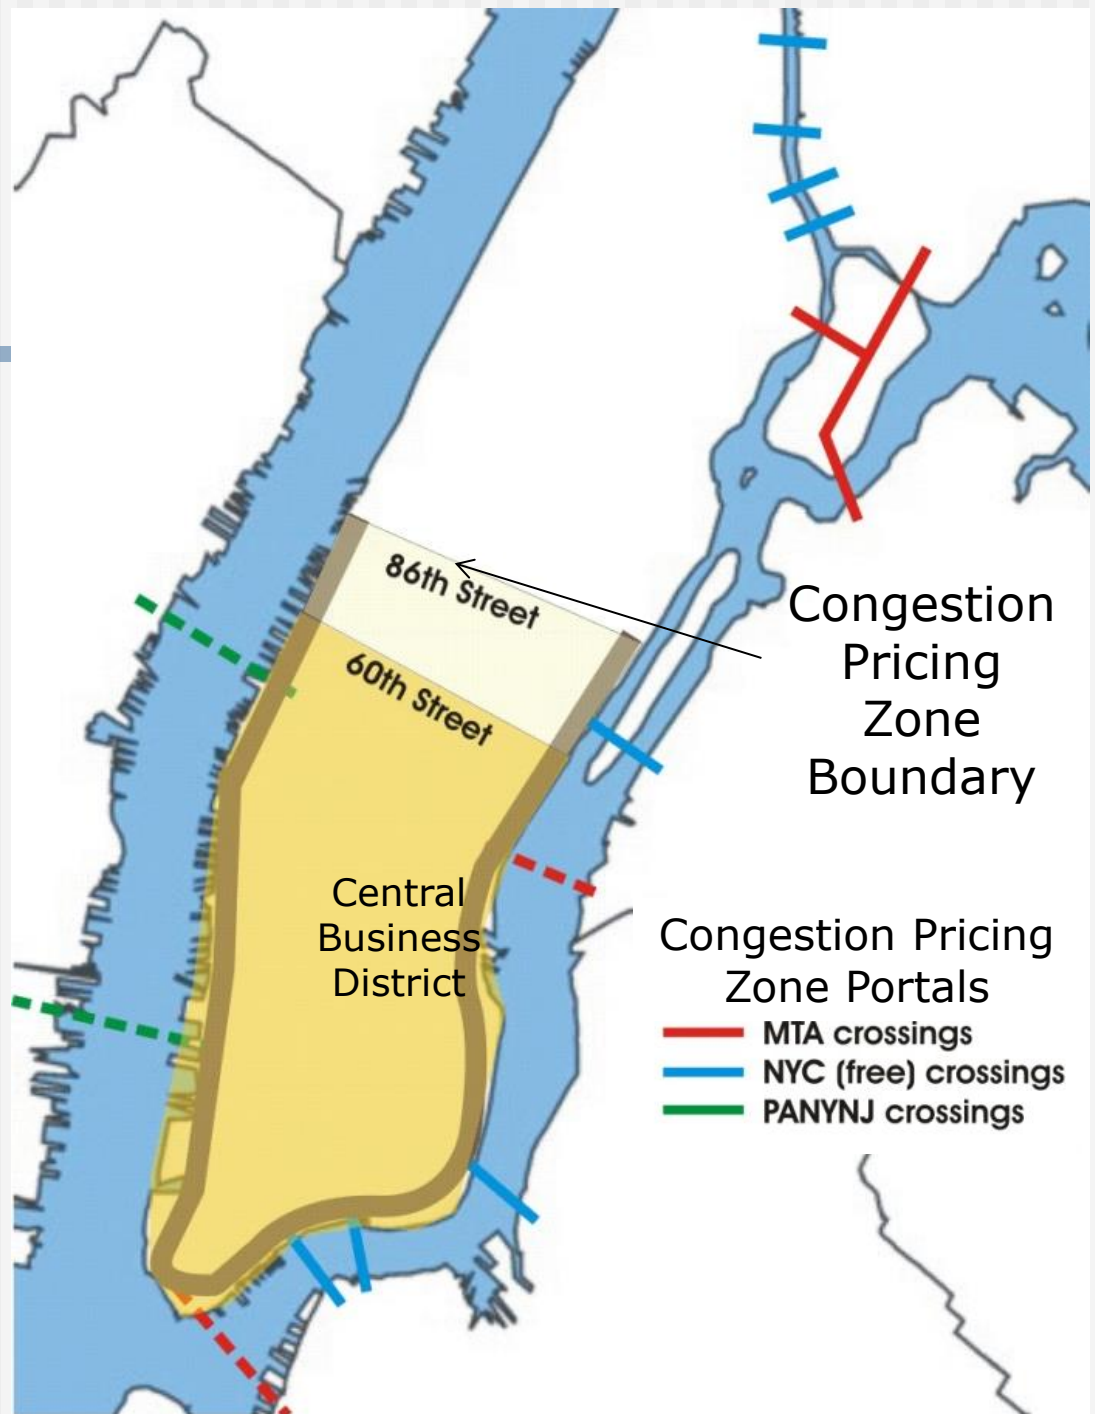 86th Street
60th Street
Congestion
Pricing
Zone
Boundary
Central
Business
District
Congestion Pricing
Zone Portals
MTA crossings
NYC (free) crossings
PANYNJ crossings